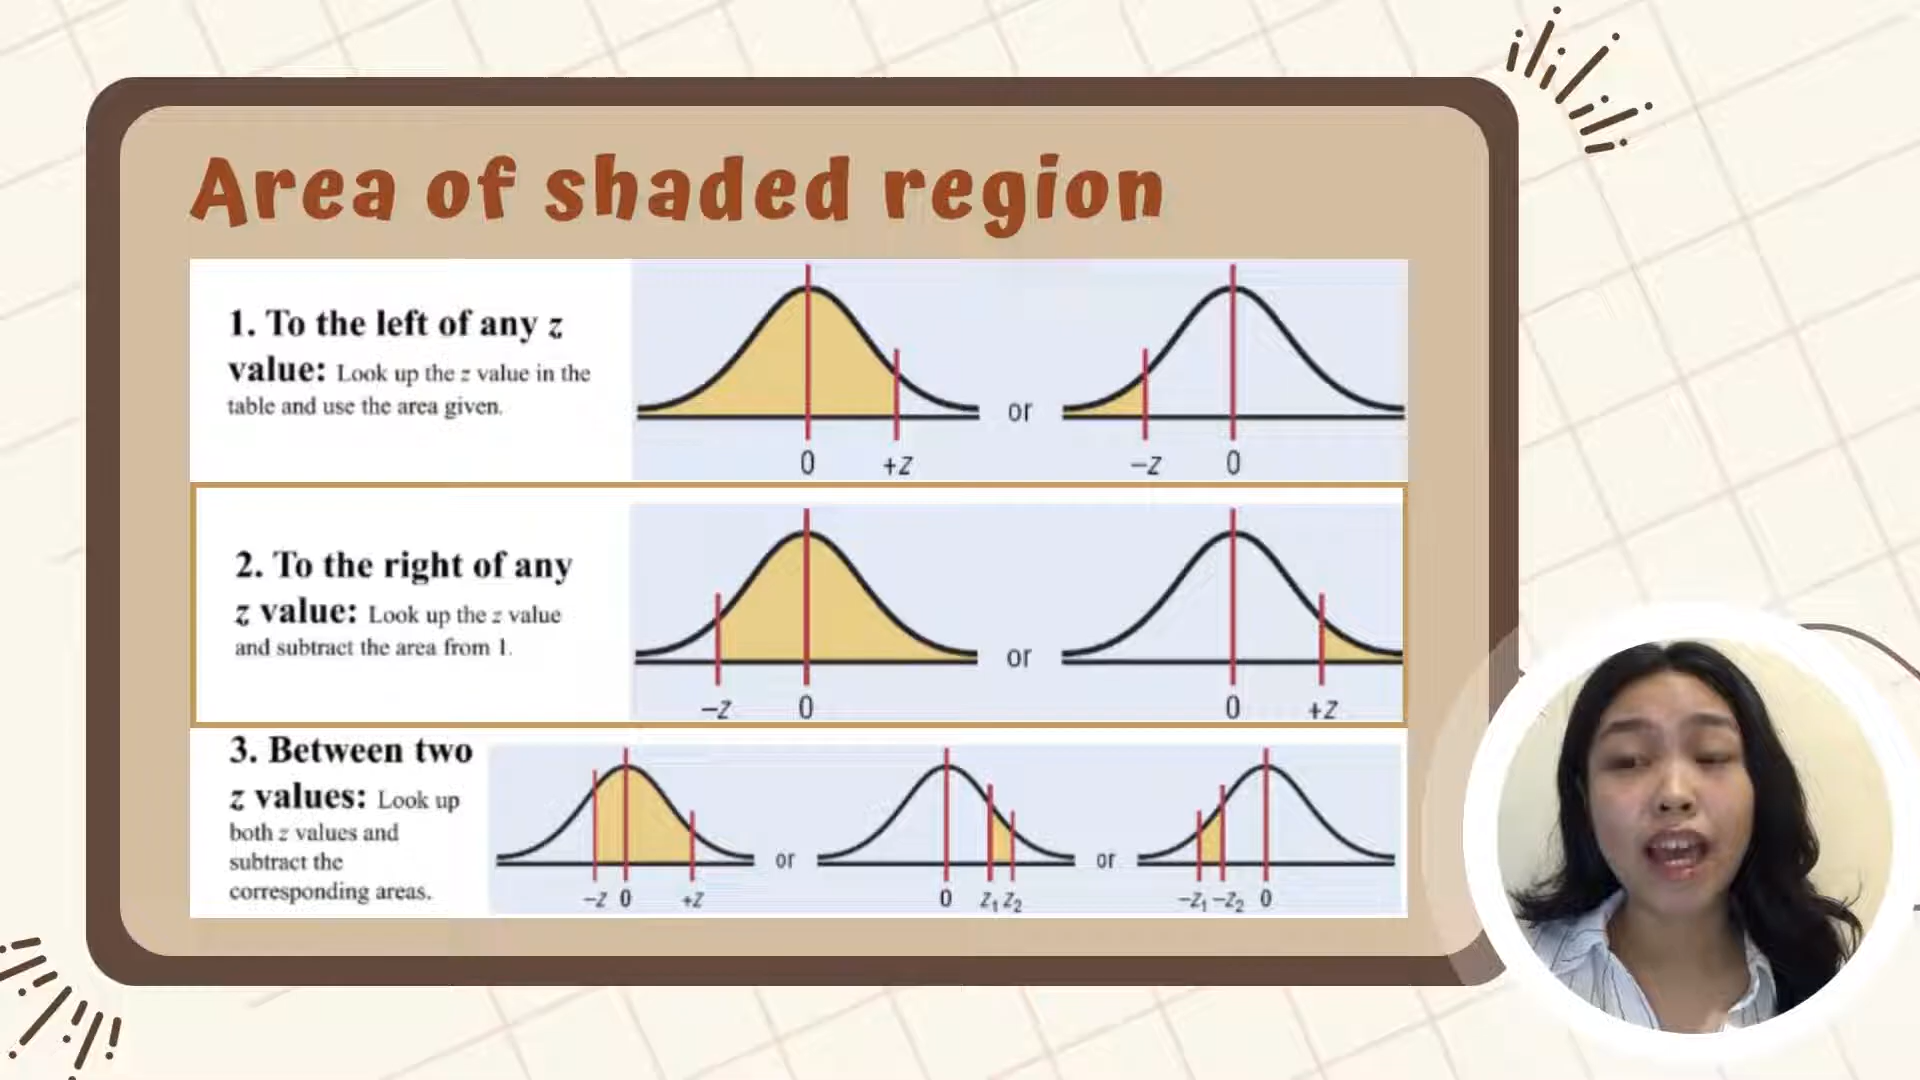 Area of shaded region
1. To the left of any z
value: Look up the z value in the
table and use the area given.
or
0 +z
−z 0
2. To the right of any
z value: Look up the z value
and subtract the area from 1.
or
−z 0
0 +z
3. Between two
z values: Look up
both z values and
subtract the
corresponding areas.
or
or
−z 0 +z
0 z₁ z₂
−z₁ −z₂ 0